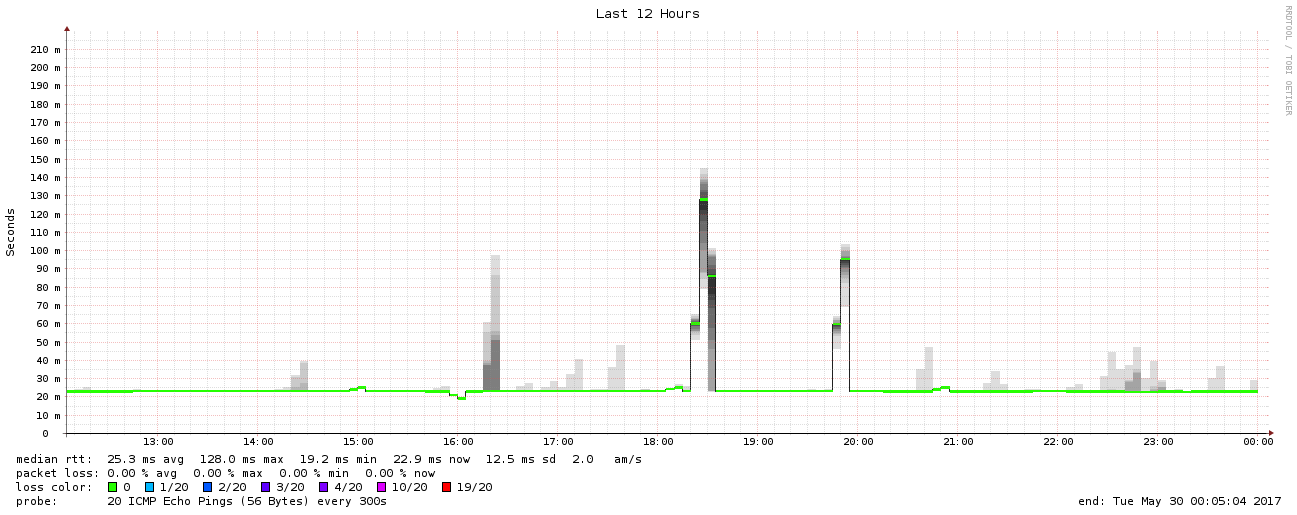 Last 12 Hours
RRDTOOL / TOBI OETIKER
Seconds
210 m
200 m
190 m
180 m
170 m
160 m
150 m
140 m
130 m
120 m
110 m
100 m
90 m
80 m
70 m
60 m
50 m
40 m
30 m
20 m
10 m
0
13:00 14:00 15:00 16:00 17:00 18:00 19:00 20:00 21:00 22:00 23:00 00:00
median rtt: 25.3 ms avg 128.0 ms max 19.2 ms min 22.9 ms now 12.5 ms sd 2.0 am/s
packet loss: 0.00 % avg 0.00 % max 0.00 % min 0.00 % now
loss color: 0 1/20 2/20 3/20 4/20 10/20 19/20
probe: 20 ICMP Echo Pings (56 Bytes) every 300s end: Tue May 30 00:05:04 2017